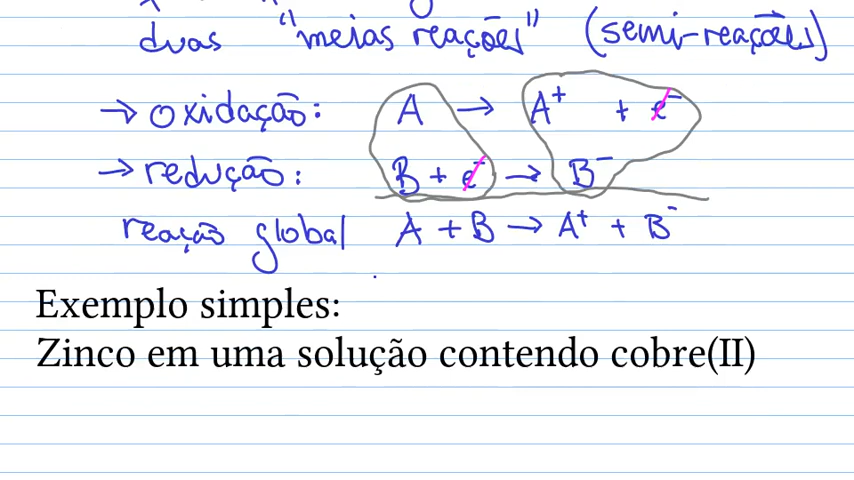 duas "meias reações" (semi-reações)
→ oxidação: A → A⁺ + e⁻
→ redução: B + e⁻ → B⁻
reação global A + B → A⁺ + B⁻
Exemplo simples:
Zinco em uma solução contendo cobre(II)